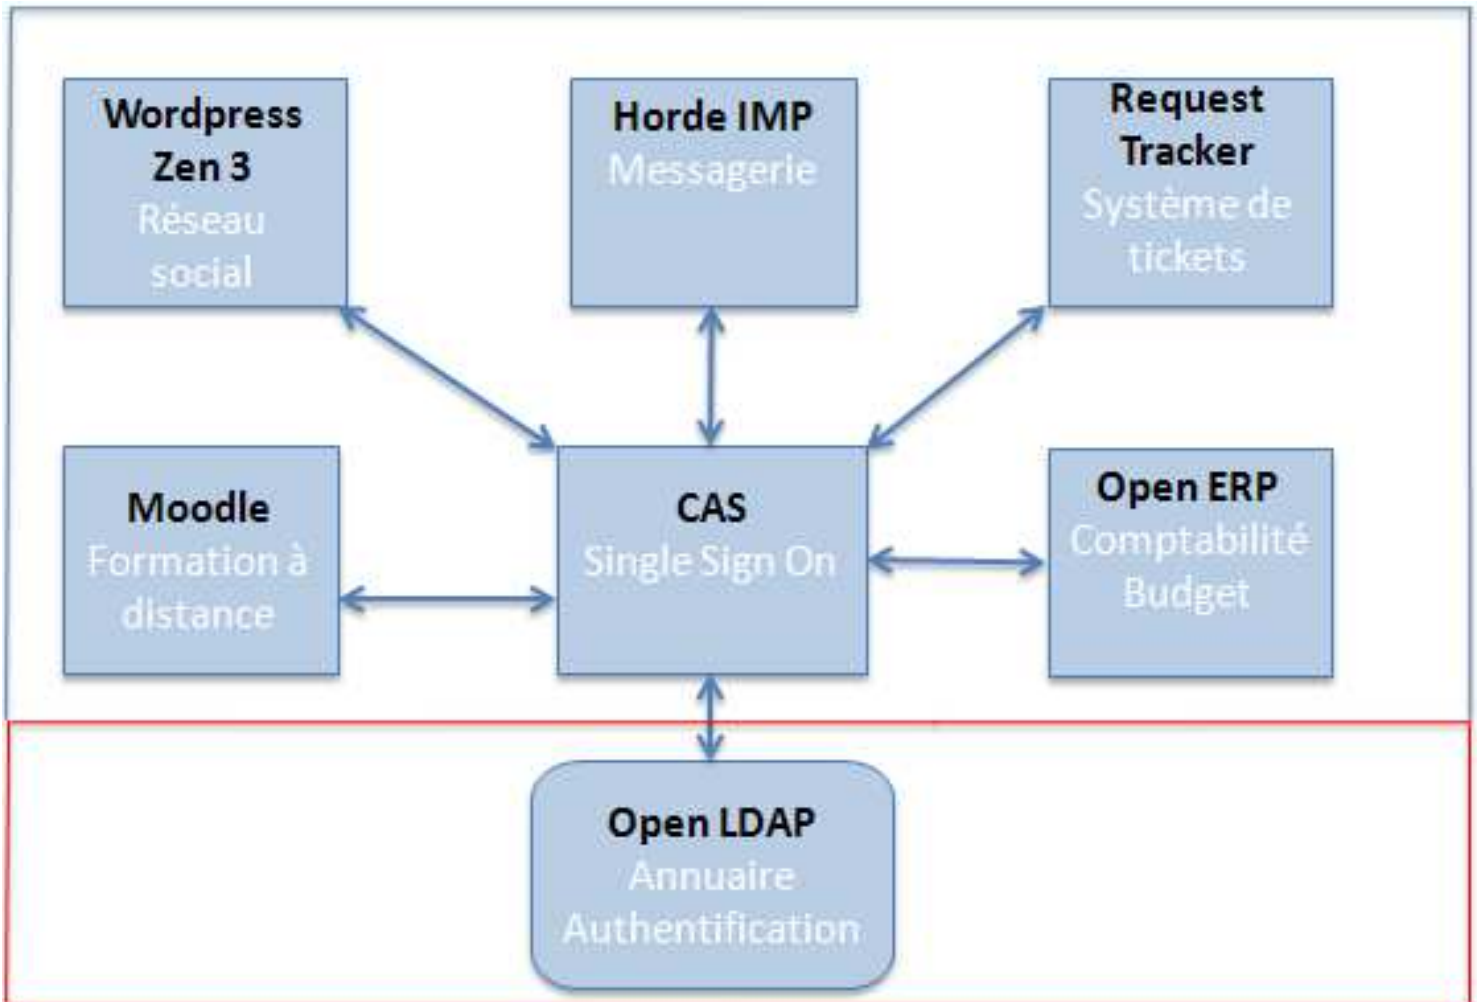 Wordpress
Zen 3
Réseau
social
Horde IMP
Messagerie
Request
Tracker
Système de
tickets
Moodle
Formation à
distance
CAS
Single Sign On
Open ERP
Comptabilité
Budget
Open LDAP
Annuaire
Authentification